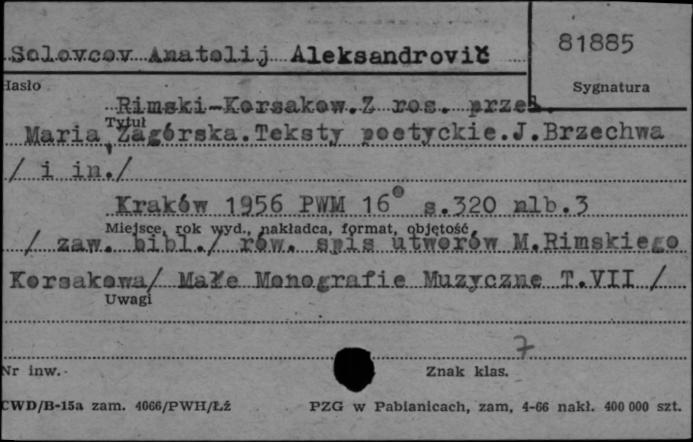 Solovcov Anatolij Aleksandrovič
81885
Hasło
Sygnatura
Rimski-Korsakow. Z ros. przeł.
Tytuł
Maria Zagórska. Teksty poetyckie. J. Brzechwa
/ i in./
Kraków 1956 PWM 16° s.320 nlb.3
Miejsce, rok wyd., nakładca, format, objętość
/ zaw. bibl./ rów. spis utworów M.Rimskiego
Korsakowa/ Małe Monografie Muzyczne T.VII /
Uwagi
7
Nr inw.
Znak klas.
CWD/B-15a zam. 4066/PWH/Łż
PZG w Pabianicach, zam. 4-66 nakł. 400 000 szt.